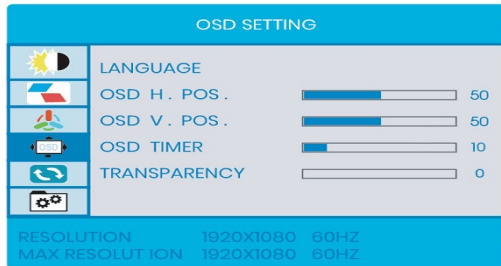 OSD SETTING
LANGUAGE
OSD H. POS. 50
OSD V. POS. 50
OSD
OSD TIMER 10
TRANSPARENCY 0
RESOLUTION 1920X1080 60HZ
MAX RESOLUT ION 1920X1080 60HZ